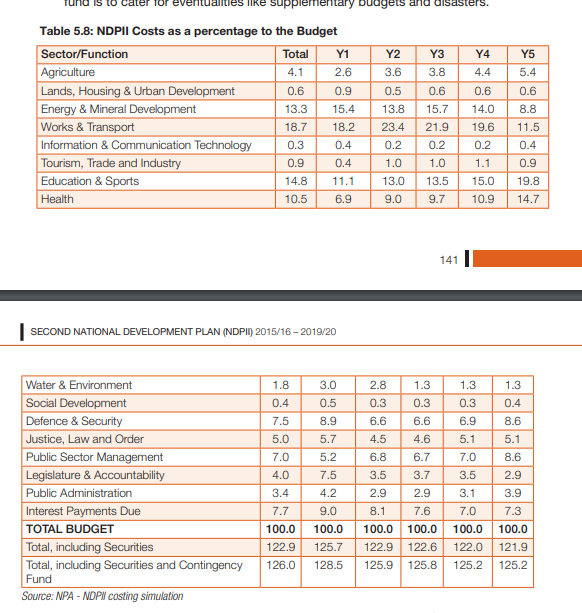 fund is to cater for eventualities like supplementary budgets and disasters.
Table 5.8: NDPII Costs as a percentage to the Budget
Sector/Function Total Y1 Y2 Y3 Y4 Y5
Agriculture 4.1 2.6 3.6 3.8 4.4 5.4
Lands, Housing & Urban Development 0.6 0.9 0.5 0.6 0.6 0.6
Energy & Mineral Development 13.3 15.4 13.8 15.7 14.0 8.8
Works & Transport 18.7 18.2 23.4 21.9 19.6 11.5
Information & Communication Technology 0.3 0.4 0.2 0.2 0.2 0.4
Tourism, Trade and Industry 0.9 0.4 1.0 1.0 1.1 0.9
Education & Sports 14.8 11.1 13.0 13.5 15.0 19.8
Health 10.5 6.9 9.0 9.7 10.9 14.7
141
SECOND NATIONAL DEVELOPMENT PLAN (NDPII) 2015/16 – 2019/20
Water & Environment 1.8 3.0 2.8 1.3 1.3 1.3
Social Development 0.4 0.5 0.3 0.3 0.3 0.4
Defence & Security 7.5 8.9 6.6 6.6 6.9 8.6
Justice, Law and Order 5.0 5.7 4.5 4.6 5.1 5.1
Public Sector Management 7.0 5.2 6.8 6.7 7.0 8.6
Legislature & Accountability 4.0 7.5 3.5 3.7 3.5 2.9
Public Administration 3.4 4.2 2.9 2.9 3.1 3.9
Interest Payments Due 7.7 9.0 8.1 7.6 7.0 7.3
TOTAL BUDGET 100.0 100.0 100.0 100.0 100.0 100.0
Total, including Securities 122.9 125.7 122.9 122.6 122.0 121.9
Total, including Securities and Contingency 126.0 128.5 125.9 125.8 125.2 125.2
Fund
Source: NPA - NDPII costing simulation